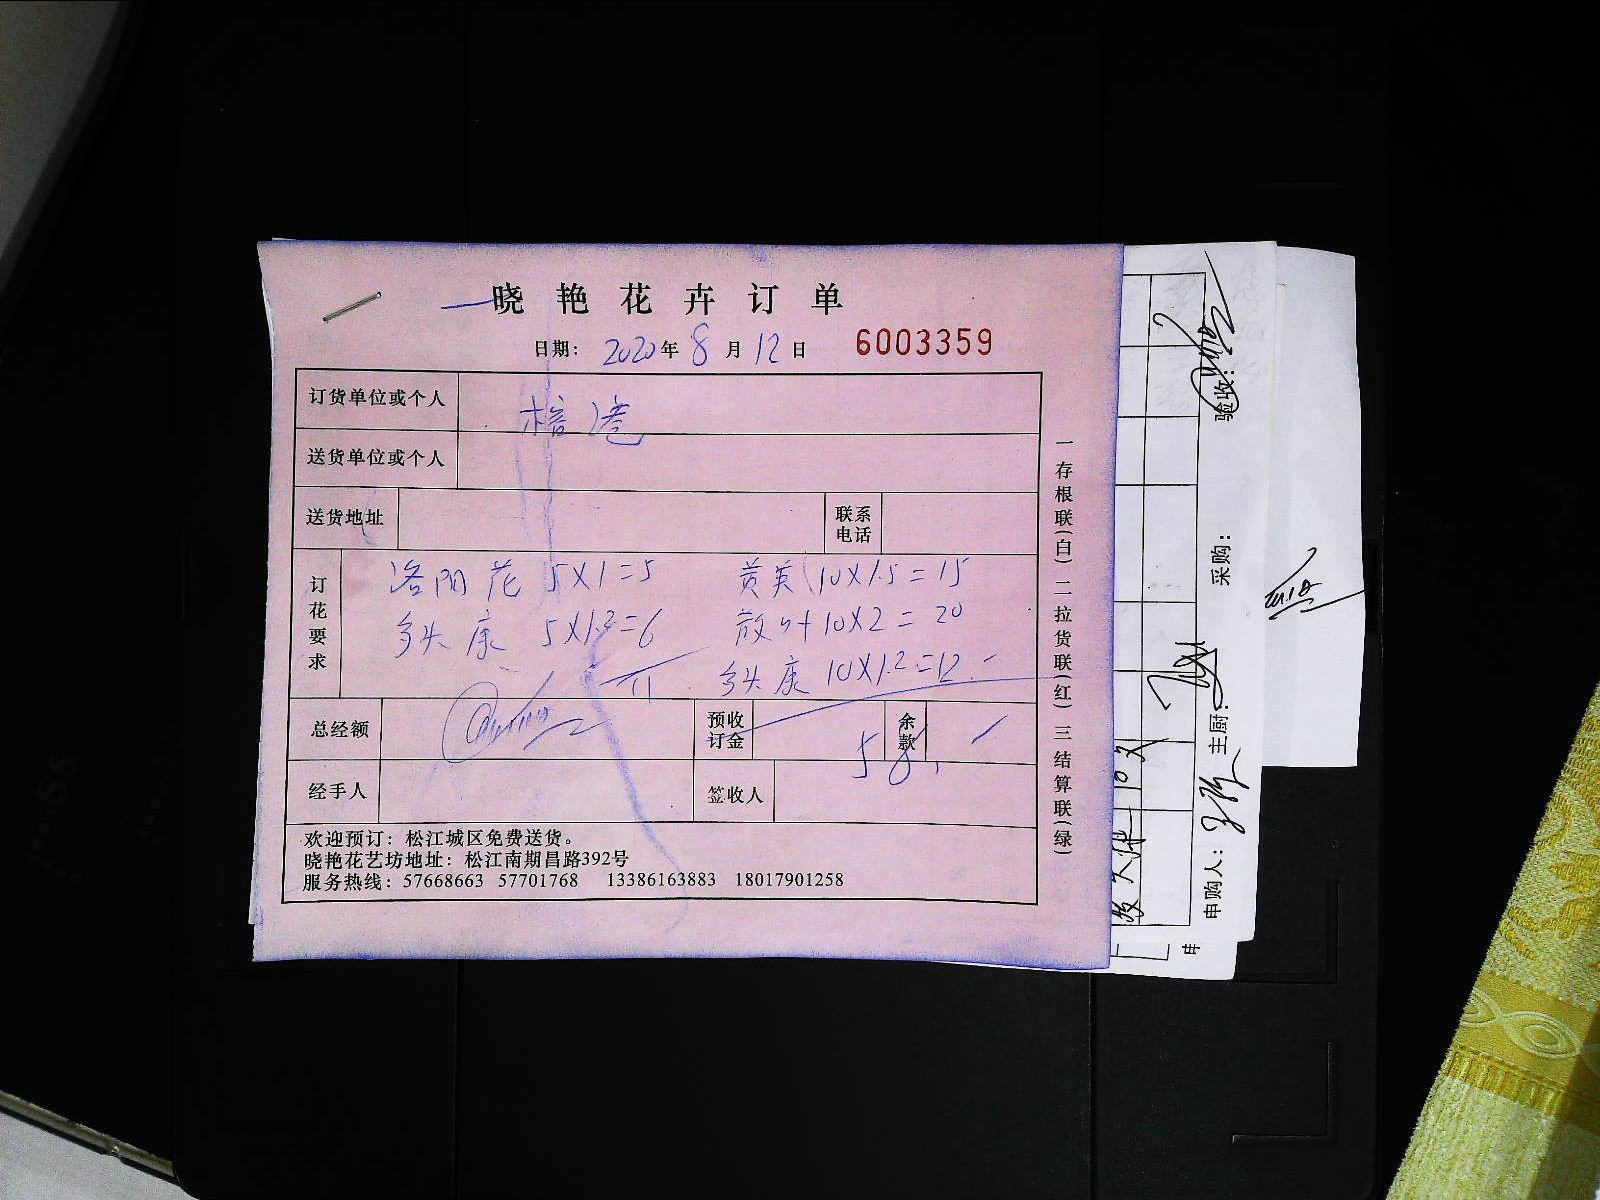 晓艳花卉订单
日期: 2020年8月12日 6003359
订货单位或个人 榕港
送货单位或个人
送货地址 联系电话
订花要求
洛阳花 5X1=5 黄英 10X1.5=15
多头康 5X1.2=6 放叶 10X2=20
11 多头康 10X1.2=12
总经额 预收订金 58 余款
经手人 签收人
欢迎预订: 松江城区免费送货。
晓艳花艺坊地址: 松江南期昌路392号
服务热线: 57668663 57701768 13386163883 18017901258
一存根联(白) 二拉货联(红) 三结算联(绿)
验收:
采购:
主厨:
申购人:
申